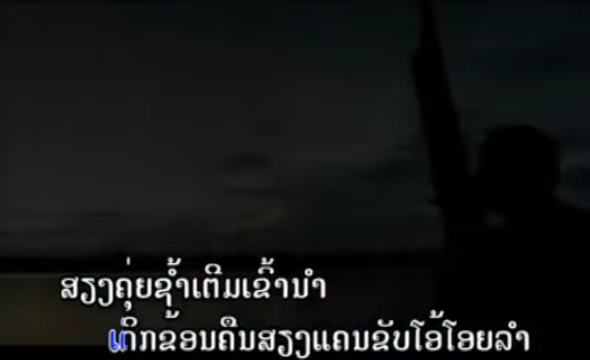 ສຽງຄຸ່ຍຊ້ຳເຕີມເຂົ້ານຳ
ເດິກຂ້ອນຄືນສຽງແຄນຂັບໂອ້ໂອຍລຳ